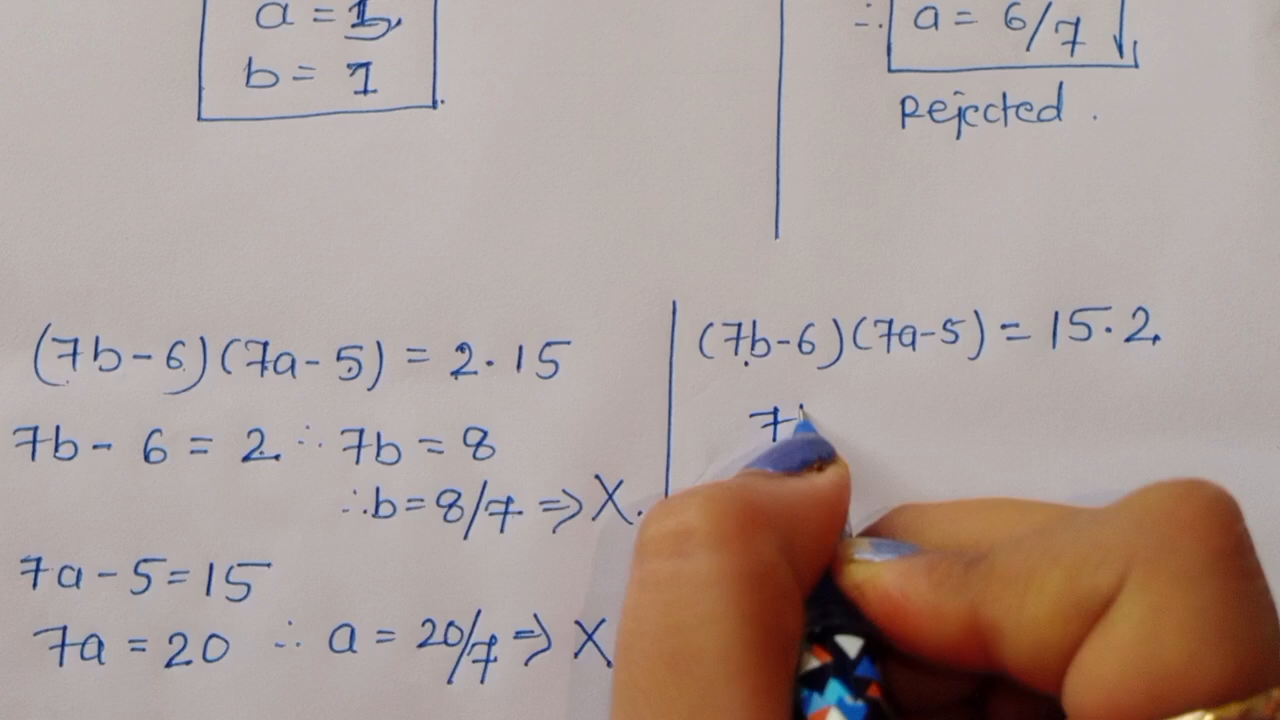 a = 5
b = 1
∴ a = 6/7
Rejected .
(7b - 6) (7a - 5) = 2 . 15
7b - 6 = 2 ∴ 7b = 8
∴ b = 8/7 => X .
7a - 5 = 15
7a = 20 ∴ a = 20/7 => X
(7b - 6) (7a - 5) = 15 . 2
7b